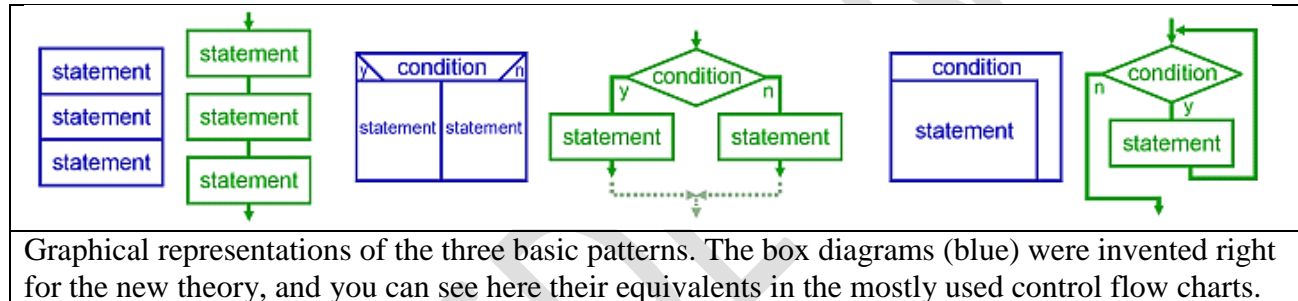 statement
statement
statement
statement
statement
statement
y condition n
statement statement
condition
y n
statement statement
condition
statement
condition
n
y
statement
Graphical representations of the three basic patterns. The box diagrams (blue) were invented right
for the new theory, and you can see here their equivalents in the mostly used control flow charts.